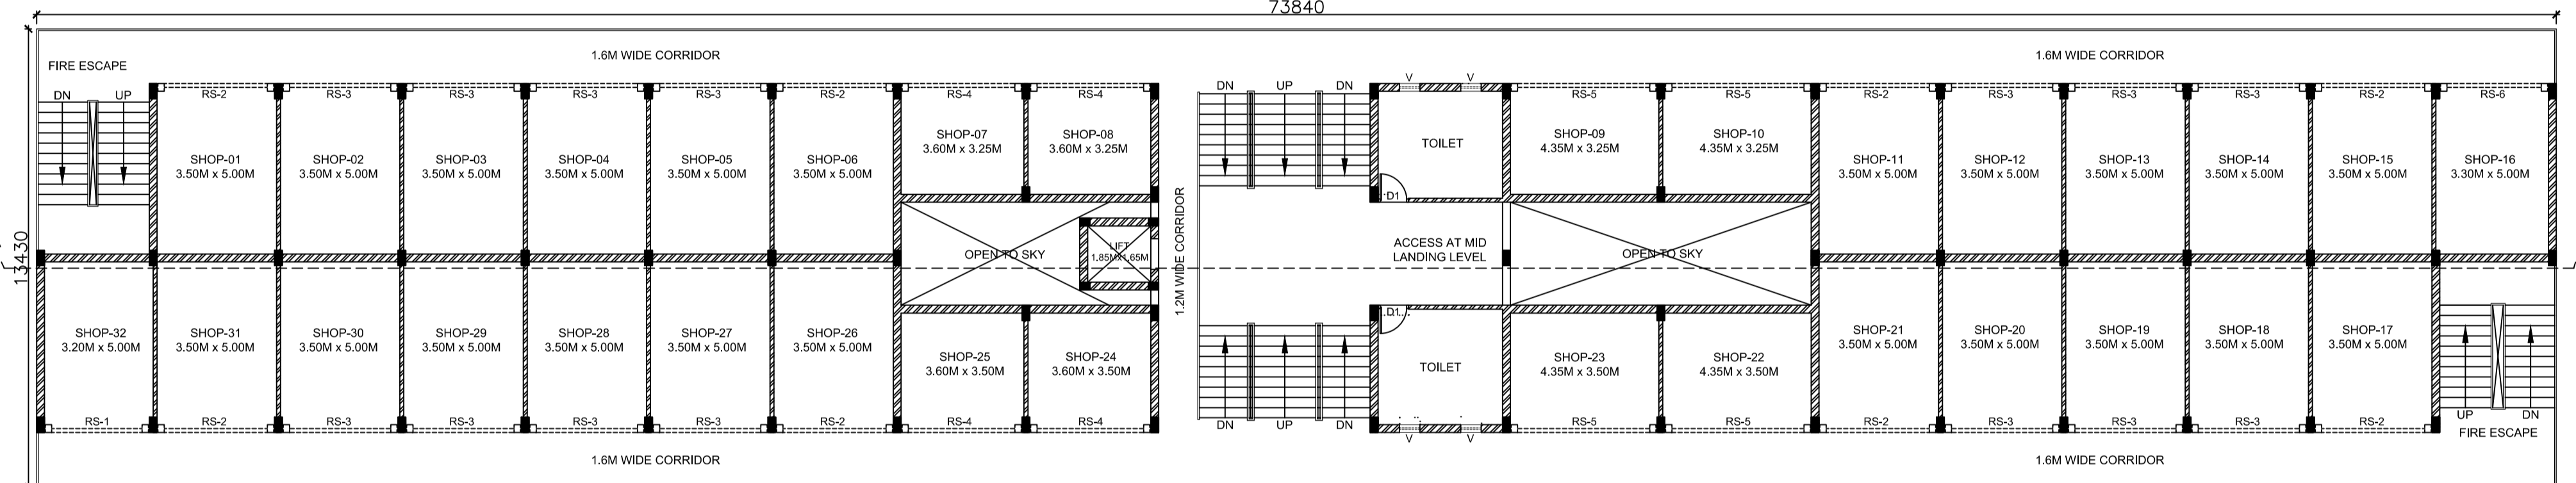 73840
1.6M WIDE CORRIDOR
1.6M WIDE CORRIDOR
FIRE ESCAPE
DN
UP
RS-2
RS-3
RS-3
RS-3
RS-3
RS-2
RS-4
RS-4
DN
UP
DN
V
V
RS-5
RS-5
RS-2
RS-3
RS-3
RS-3
RS-2
RS-6
SHOP-01
3.50M x 5.00M
SHOP-02
3.50M x 5.00M
SHOP-03
3.50M x 5.00M
SHOP-04
3.50M x 5.00M
SHOP-05
3.50M x 5.00M
SHOP-06
3.50M x 5.00M
SHOP-07
3.60M x 3.25M
SHOP-08
3.60M x 3.25M
TOILET
SHOP-09
4.35M x 3.25M
SHOP-10
4.35M x 3.25M
SHOP-11
3.50M x 5.00M
SHOP-12
3.50M x 5.00M
SHOP-13
3.50M x 5.00M
SHOP-14
3.50M x 5.00M
SHOP-15
3.50M x 5.00M
SHOP-16
3.30M x 5.00M
D1
13430
OPEN TO SKY
LIFT
1.85MX1.65M
1.2M WIDE CORRIDOR
ACCESS AT MID
LANDING LEVEL
OPEN TO SKY
D1
SHOP-32
3.20M x 5.00M
SHOP-31
3.50M x 5.00M
SHOP-30
3.50M x 5.00M
SHOP-29
3.50M x 5.00M
SHOP-28
3.50M x 5.00M
SHOP-27
3.50M x 5.00M
SHOP-26
3.50M x 5.00M
SHOP-25
3.60M x 3.50M
SHOP-24
3.60M x 3.50M
TOILET
SHOP-23
4.35M x 3.50M
SHOP-22
4.35M x 3.50M
SHOP-21
3.50M x 5.00M
SHOP-20
3.50M x 5.00M
SHOP-19
3.50M x 5.00M
SHOP-18
3.50M x 5.00M
SHOP-17
3.50M x 5.00M
RS-1
RS-2
RS-3
RS-3
RS-3
RS-3
RS-2
RS-4
RS-4
DN
UP
DN
V
V
RS-5
RS-5
RS-2
RS-3
RS-3
RS-3
RS-2
UP
DN
FIRE ESCAPE
1.6M WIDE CORRIDOR
1.6M WIDE CORRIDOR